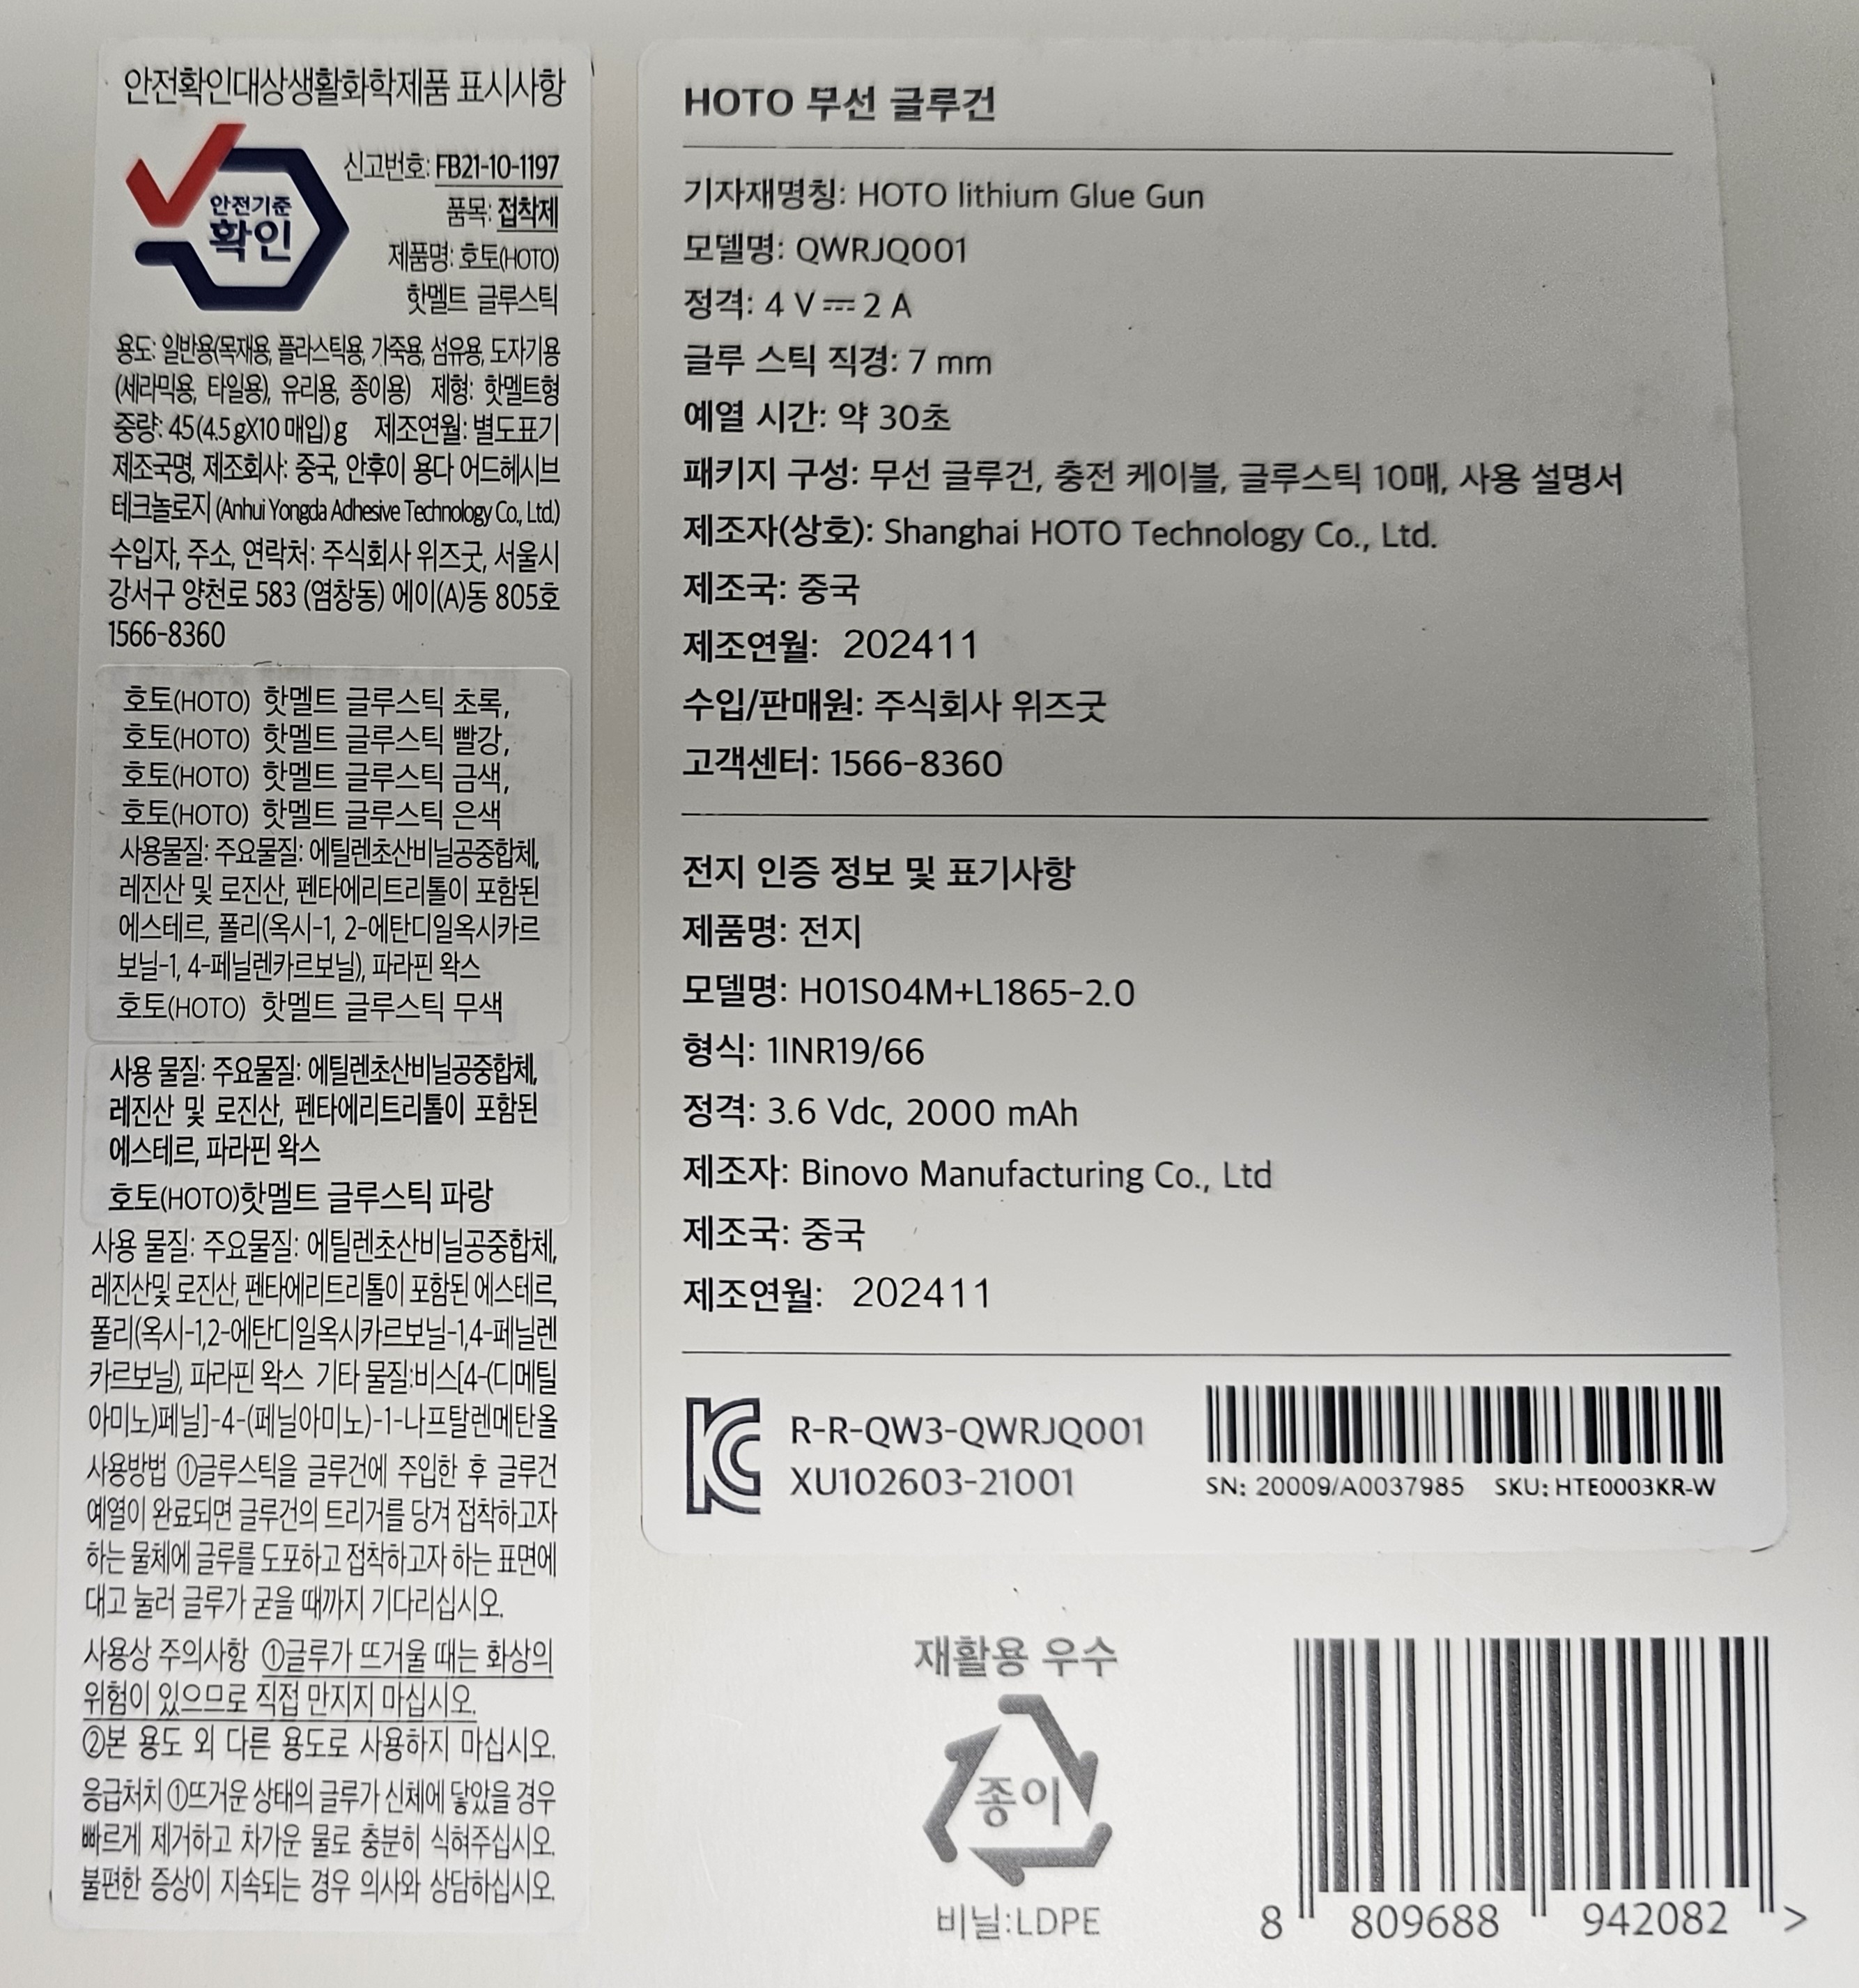 안전확인대상생활화학제품 표시사항
안전기준
확인
신고번호: FB21-10-1197
품목: 접착제
제품명: 호토(HOTO)
핫멜트 글루스틱
용도: 일반용(목재용, 플라스틱용, 가죽용, 섬유용, 도자기용
(세라믹용, 타일용), 유리용, 종이용) 제형: 핫멜트형
중량: 45 (4.5 gX10 매입) g 제조연월: 별도표기
제조국명, 제조회사: 중국, 안후이 용다 어드헤시브
테크놀로지 (Anhui Yongda Adhesive Technology Co., Ltd.)
수입자, 주소, 연락처: 주식회사 위즈굿, 서울시
강서구 양천로 583 (염창동) 에이(A)동 805호
1566-8360
호토(HOTO) 핫멜트 글루스틱 초록,
호토(HOTO) 핫멜트 글루스틱 빨강,
호토(HOTO) 핫멜트 글루스틱 금색,
호토(HOTO) 핫멜트 글루스틱 은색
사용물질: 주요물질: 에틸렌초산비닐공중합체,
레진산 및 로진산, 펜타에리트리톨이 포함된
에스테르, 폴리(옥시-1, 2-에탄디일옥시카르
보닐-1, 4-페닐렌카르보닐), 파라핀 왁스
호토(HOTO) 핫멜트 글루스틱 무색
사용 물질: 주요물질: 에틸렌초산비닐공중합체,
레진산 및 로진산, 펜타에리트리톨이 포함된
에스테르, 파라핀 왁스
호토(HOTO)핫멜트 글루스틱 파랑
사용 물질: 주요물질: 에틸렌초산비닐공중합체,
레진산및 로진산, 펜타에리트리톨이 포함된 에스테르,
폴리(옥시-1,2-에탄디일옥시카르보닐-1,4-페닐렌
카르보닐), 파라핀 왁스 기타 물질:비스[4-(디메틸
아미노)페닐]-4-(페닐아미노)-1-나프탈렌메탄올
사용방법 ①글루스틱을 글루건에 주입한 후 글루건
예열이 완료되면 글루건의 트리거를 당겨 접착하고자
하는 물체에 글루를 도포하고 접착하고자 하는 표면에
대고 눌러 글루가 굳을 때까지 기다리십시오.
사용상 주의사항 ①글루가 뜨거울 때는 화상의
위험이 있으므로 직접 만지지 마십시오.
②본 용도 외 다른 용도로 사용하지 마십시오.
응급처치 ①뜨거운 상태의 글루가 신체에 닿았을 경우
빠르게 제거하고 차가운 물로 충분히 식혀주십시오.
불편한 증상이 지속되는 경우 의사와 상담하십시오.
HOTO 무선 글루건
기자재명칭: HOTO lithium Glue Gun
모델명: QWRJQ001
정격: 4 V⎓2 A
글루 스틱 직경: 7 mm
예열 시간: 약 30초
패키지 구성: 무선 글루건, 충전 케이블, 글루스틱 10매, 사용 설명서
제조자(상호): Shanghai HOTO Technology Co., Ltd.
제조국: 중국
제조연월: 202411
수입/판매원: 주식회사 위즈굿
고객센터: 1566-8360
전지 인증 정보 및 표기사항
제품명: 전지
모델명: H01S04M+L1865-2.0
형식: 1INR19/66
정격: 3.6 Vdc, 2000 mAh
제조자: Binovo Manufacturing Co., Ltd
제조국: 중국
제조연월: 202411
R-R-QW3-QWRJQ001
XU102603-21001
SN: 20009/A0037985 SKU: HTE0003KR-W
재활용 우수
종이
비닐:LDPE
8 809688 942082 >